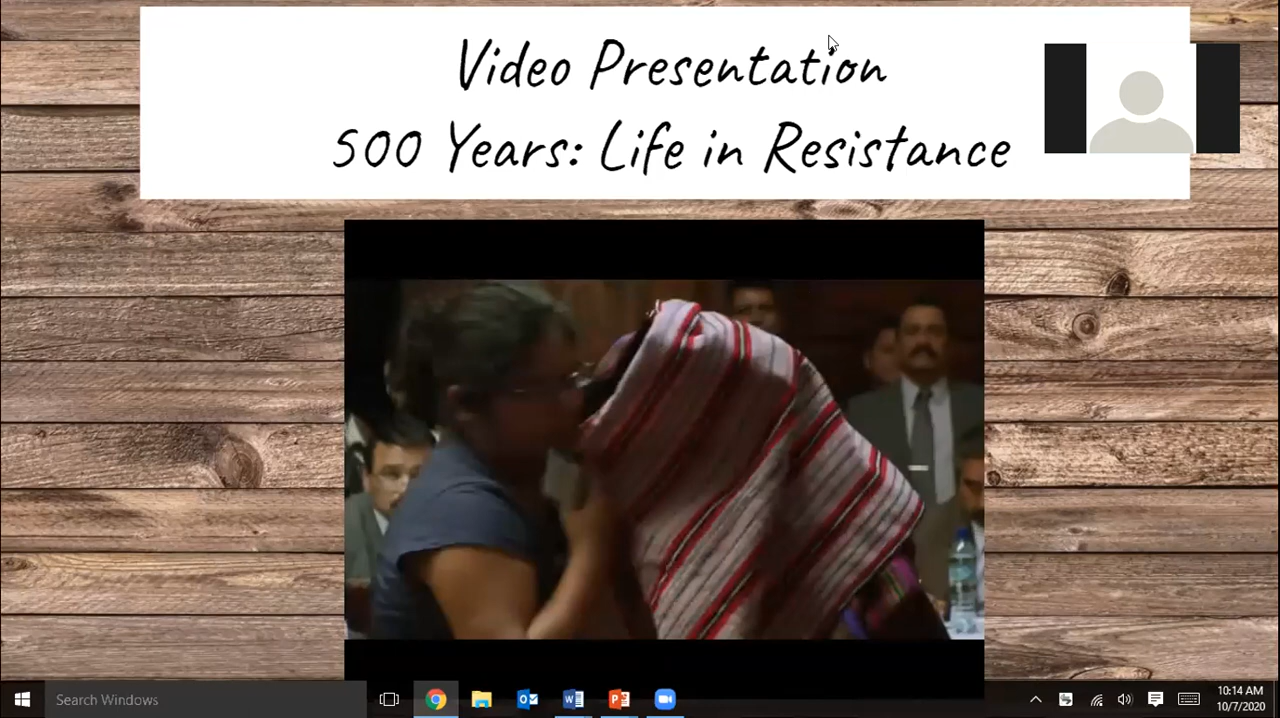 Video Presentation
500 Years: Life in Resistance
Search Windows
10:14 AM
10/7/2020